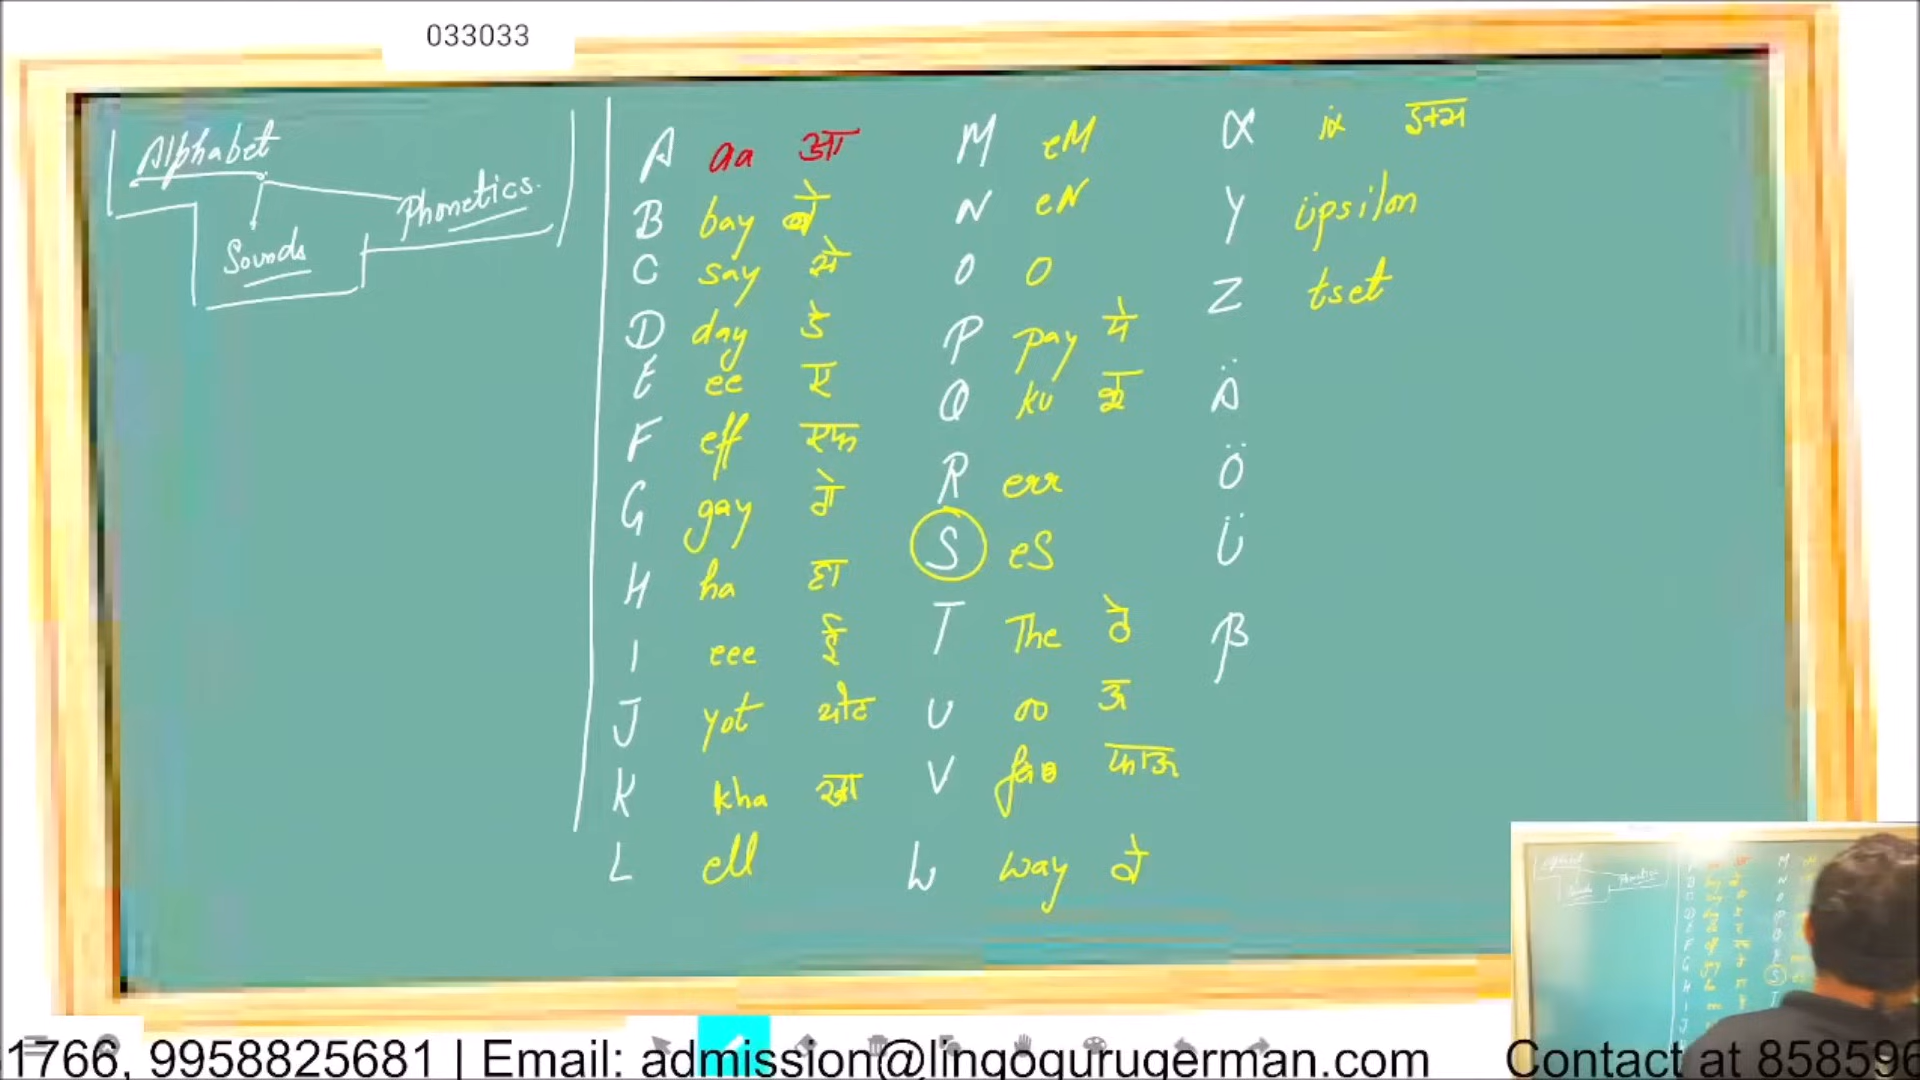 033033
Alphabet
Phonetics.
Sounds
A aa आ
B bay बे
C say से
D day डे
E ee ए
F eff एफ
G gay गे
H ha हा
I eee ई
J yot योट
K kha खा
L ell
M eM
N eN
O O
P pay पे
Q ku
R err
S eS
T The ठे
U oo ऊ
V फाऊ
W way वे
X ix इक्स
Y üpsilon
Z tset
Ä
Ö
Ü
ß
1766, 9958825681 | Email: admission@lingogurugerman.com Contact at 858596